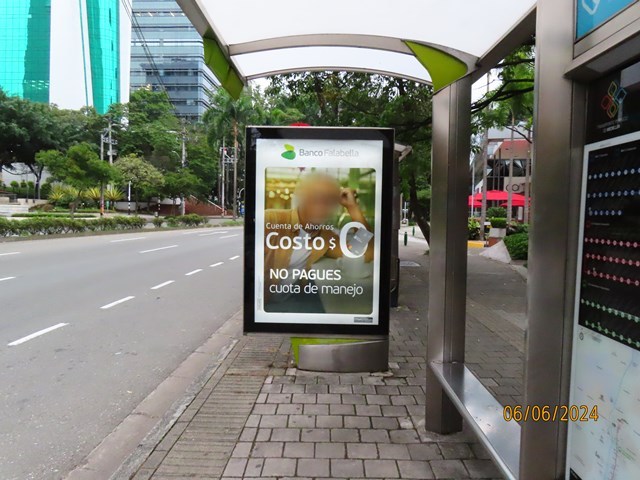 Banco Falabella
Cuenta de Ahorros
Costo $ 0
NO PAGUES
cuota de manejo
06/06/2024